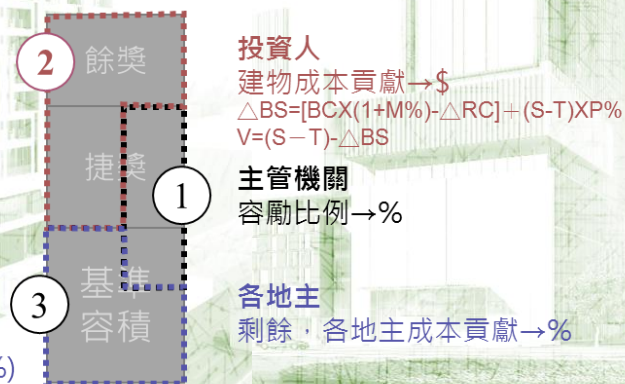 2
餘獎
捷獎
1
基準
容積
3
%)
投資人
建物成本貢獻→$
△BS=[BCX(1+M%)-△RC]+(S-T)XP%
V=(S−T)-△BS
主管機關
容勵比例→%
各地主
剩餘，各地主成本貢獻→%